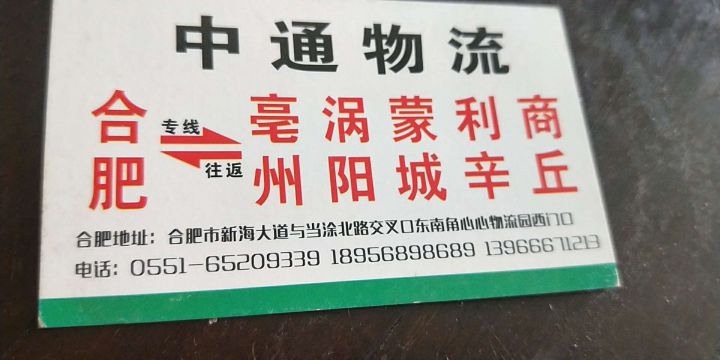 中通物流
合肥 专线 往返 亳州 涡阳 蒙城 利辛 商丘
合肥地址：合肥市新海大道与当涂北路交叉口东南角心心物流园西门口
电话：0551-65209339 18956898689 13966671213